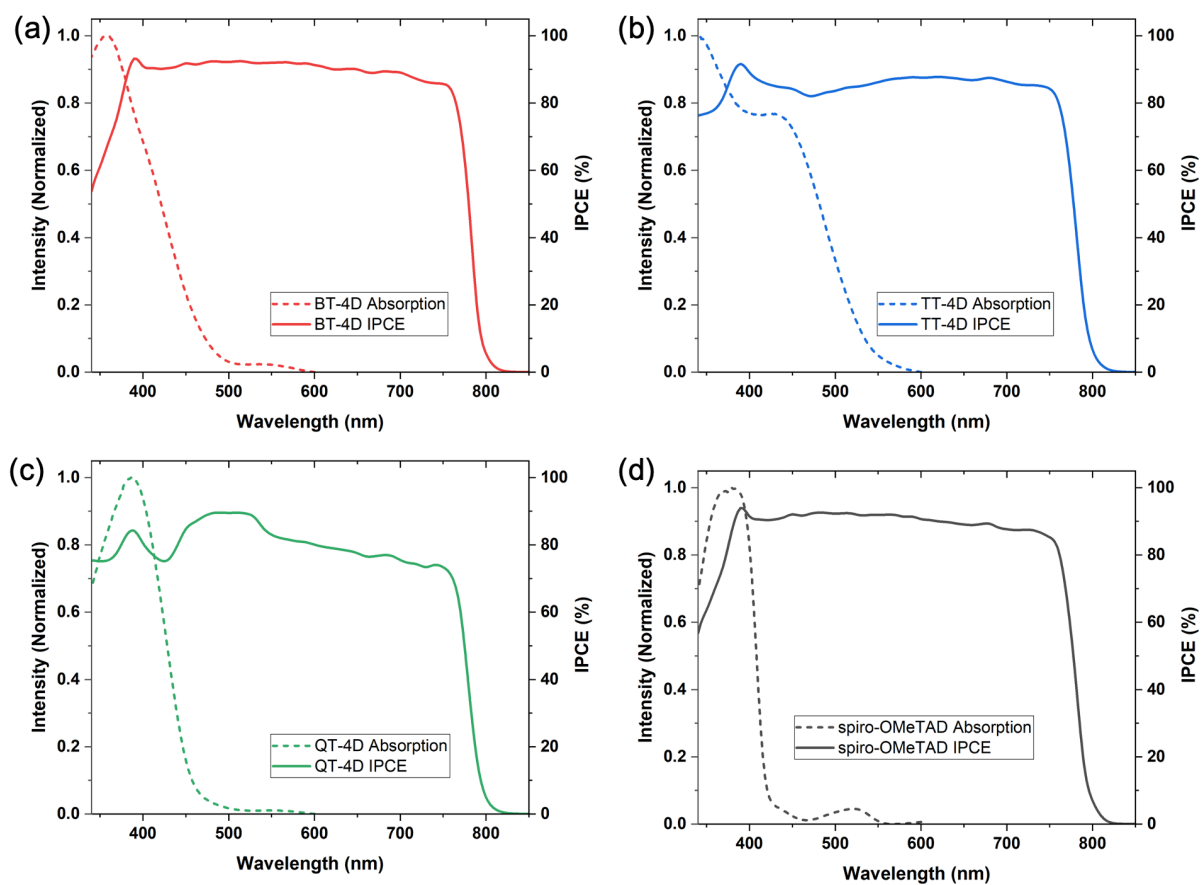 (a)
1.0
0.8
0.6
0.4
0.2
0.0
Intensity (Normalized)
100
80
60
40
20
0
IPCE (%)
BT-4D Absorption
BT-4D IPCE
400 500 600 700 800
Wavelength (nm)
(b)
1.0
0.8
0.6
0.4
0.2
0.0
Intensity (Normalized)
100
80
60
40
20
0
IPCE (%)
TT-4D Absorption
TT-4D IPCE
400 500 600 700 800
Wavelength (nm)
(c)
1.0
0.8
0.6
0.4
0.2
0.0
Intensity (Normalized)
100
80
60
40
20
0
IPCE (%)
QT-4D Absorption
QT-4D IPCE
400 500 600 700 800
Wavelength (nm)
(d)
1.0
0.8
0.6
0.4
0.2
0.0
Intensity (Normalized)
100
80
60
40
20
0
IPCE (%)
spiro-OMeTAD Absorption
spiro-OMeTAD IPCE
400 500 600 700 800
Wavelength (nm)